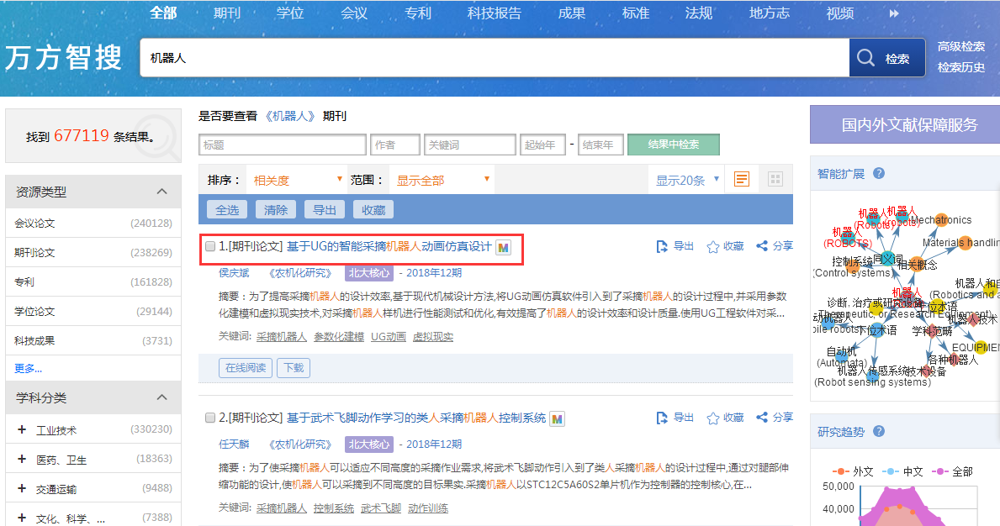 全部 期刊 学位 会议 专利 科技报告 成果 标准 法规 地方志 视频
万方智搜
机器人
检索
高级检索
检索历史
找到 677119 条结果。
资源类型
会议论文 (240128)
期刊论文 (238269)
专利 (161828)
学位论文 (29144)
科技成果 (3731)
更多...
学科分类
+ 工业技术 (330230)
+ 医药、卫生 (18363)
+ 交通运输 (9488)
+ 文化、科学、... (7388)
是否要查看 《机器人》 期刊
标题 作者 关键词 起始年 - 结束年 结果中检索
排序： 相关度 范围： 显示全部 显示20条
全选 清除 导出 收藏
1.[期刊论文] 基于UG的智能采摘机器人动画仿真设计 M
导出 收藏 分享
侯庆斌 《农机化研究》 北大核心 - 2018年12期
摘要：为了提高采摘机器人的设计效率,基于现代机械设计方法,将UG动画仿真软件引入到了采摘机器人的设计过程中,并采用参数
化建模和虚拟现实技术,对采摘机器人样机进行性能测试和优化,有效提高了机器人的设计效率和设计质量.使用UG工程软件对采...
关键词: 采摘机器人 参数化建模 UG动画 虚拟现实
在线阅读 下载
2.[期刊论文] 基于武术飞脚动作学习的类人采摘机器人控制系统 M
导出 收藏 分享
任天麟 《农机化研究》 北大核心 - 2018年12期
摘要：为了使采摘机器人可以适应不同高度的采摘作业需求,将武术飞脚动作引入到了类人采摘机器人的设计过程中,通过对腿部伸
缩功能的设计,使机器人可以采摘到不同高度的目标果实.采摘机器人以STC12C5A60S2单片机作为控制器的控制核心,在...
关键词: 采摘机器人 控制系统 武术飞脚 动作训练
国内外文献保障服务
智能扩展 ?
机器人
(Robots)
机器人
(robots)
Mechatronics
机器人
(ROBOTS)
Materials handlin
控制系统
(Control systems)
同义词
相关概念
机器人和自
(Robotics and a
机器人
诊断, 治疗或研究设备
Therapeutic, or Research Equipment)
上位术语
动机器人
bile robots)
下位术语
学科范畴
机器人技术
EQUIPMEN
自动机
(Automata)
各种机器人
机器人传感系统
(Robot sensing systems)
技术设备
研究趋势 ?
外文 中文 全部
50,000
40,000